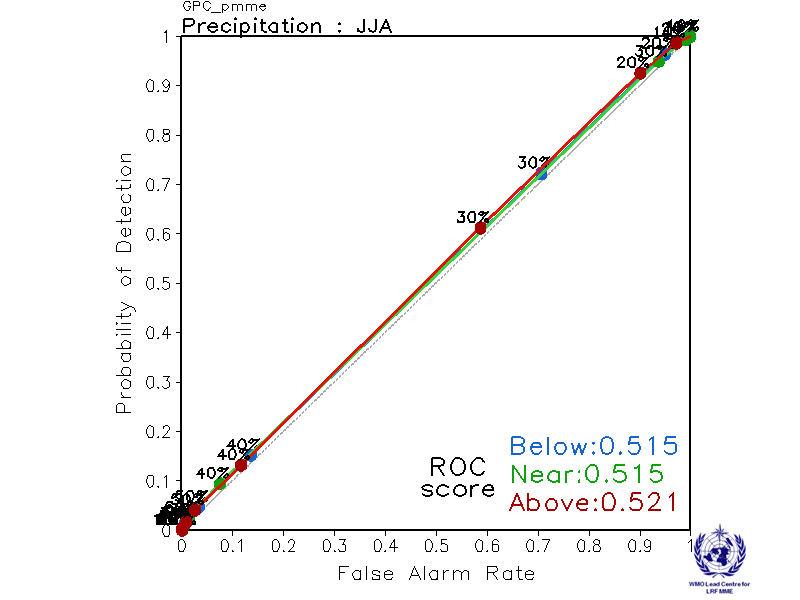 GPC_pmme
Precipitation : JJA
1
0.9
0.8
0.7
0.6
0.5
0.4
0.3
0.2
0.1
0
Probability of Detection
20%
30%
20%
30%
30%
40%
40%
40%
ROC
score
Below:0.515
Near:0.515
Above:0.521
0 0.1 0.2 0.3 0.4 0.5 0.6 0.7 0.8 0.9 1
False Alarm Rate
WMO Lead Centre for
LRF MME